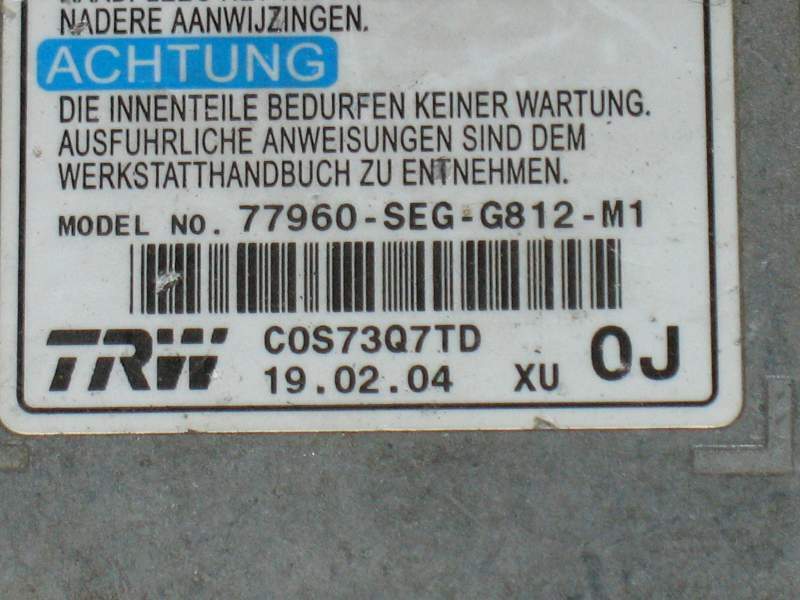 NADERE AANWIJZINGEN.
ACHTUNG
DIE INNENTEILE BEDURFEN KEINER WARTUNG.
AUSFUHRLICHE ANWEISUNGEN SIND DEM
WERKSTATTHANDBUCH ZU ENTNEHMEN.
MODEL NO. 77960-SEG-G812-M1
TRW C0S73Q7TD 0J
19.02.04 XU